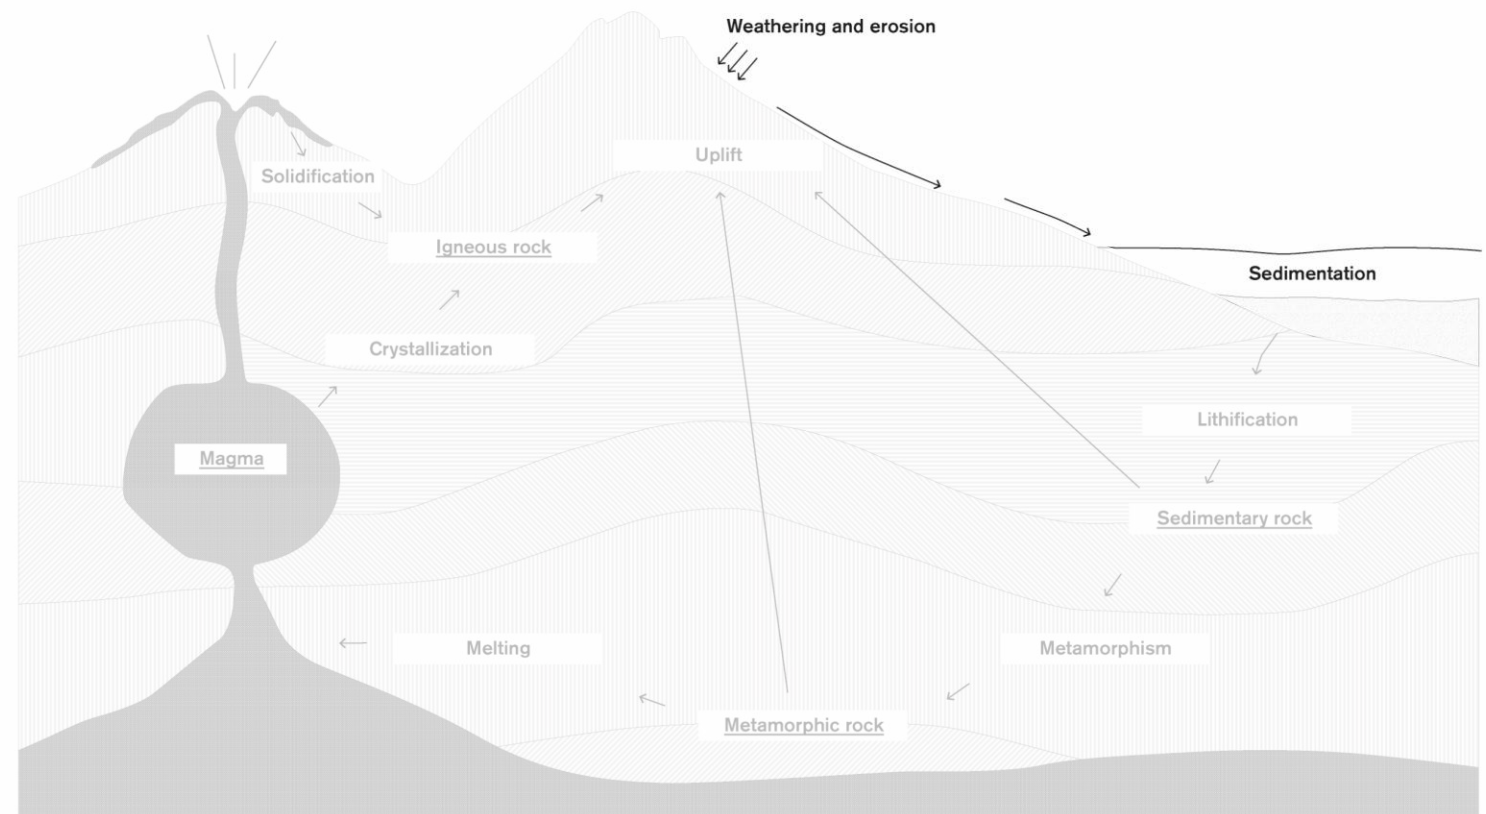 Weathering and erosion
Uplift
Solidification
Igneous rock
Sedimentation
Crystallization
Lithification
Magma
Sedimentary rock
Melting
Metamorphism
Metamorphic rock